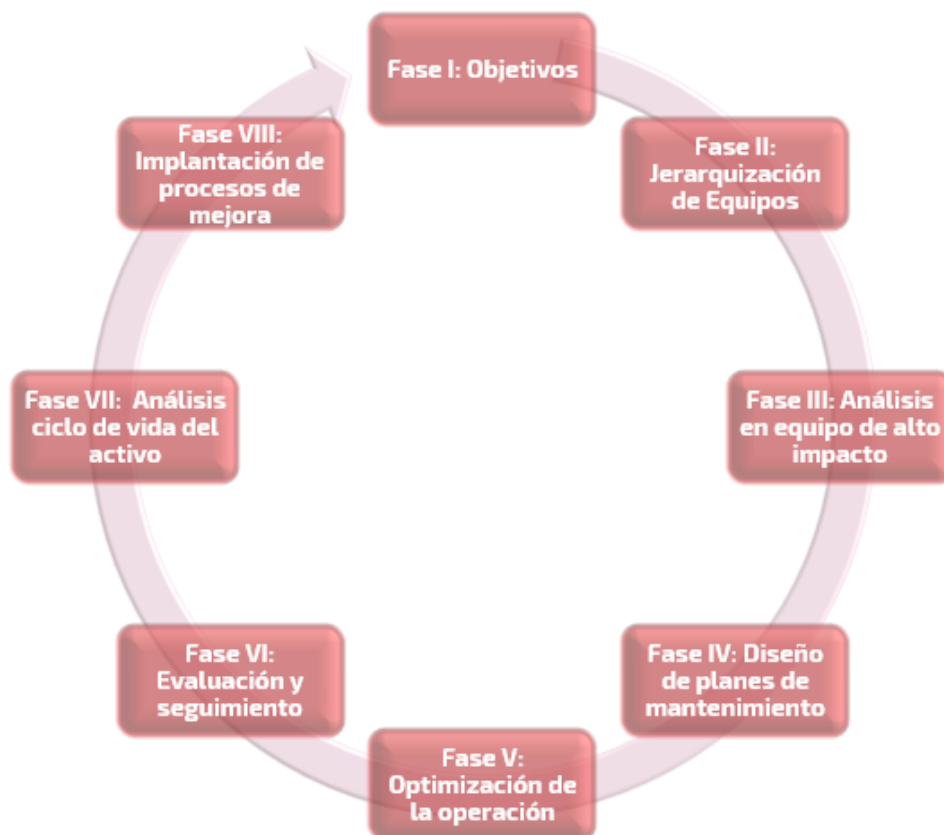 Fase I: Objetivos
Fase II:
Jerarquización
de Equipos
Fase III: Análisis
en equipo de alto
impacto
Fase IV: Diseño
de planes de
mantenimiento
Fase V:
Optimización de
la operación
Fase VI:
Evaluación y
seguimiento
Fase VII:  Análisis
ciclo de vida del
activo
Fase VIII:
Implantación de
procesos de
mejora